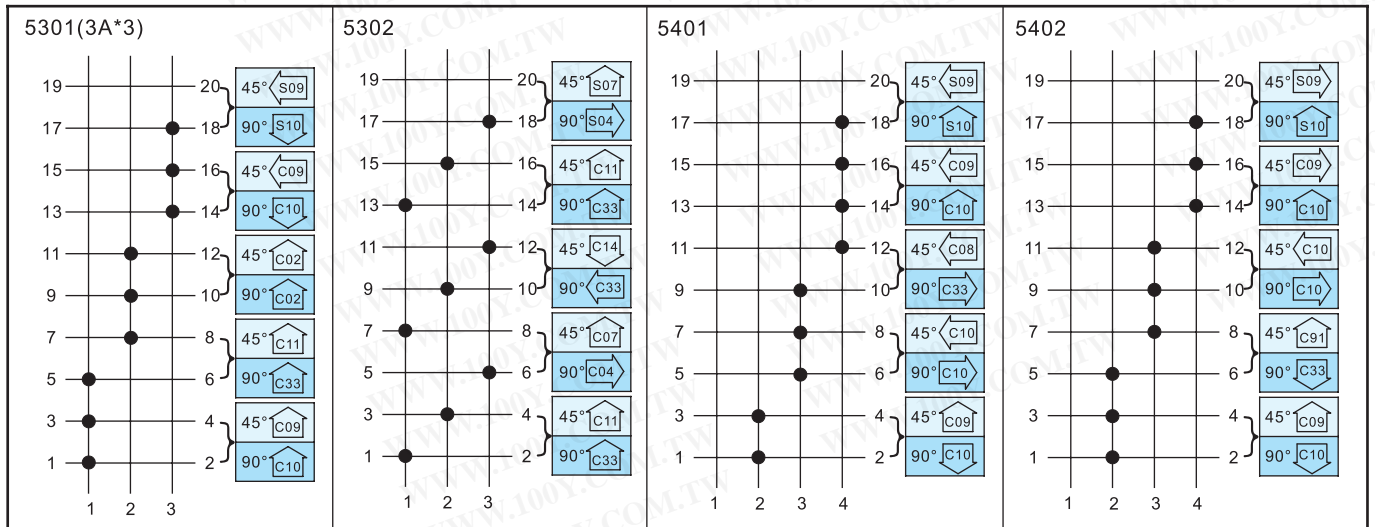 5301(3A*3)
19 20 45° S09
17 18 90° S10
15 16 45° C09
13 14 90° C10
11 12 45° C02
9 10 90° C02
7 8 45° C11
5 6 90° C33
3 4 45° C09
1 2 90° C10
1 2 3
5302
19 20 45° S07
17 18 90° S04
15 16 45° C11
13 14 90° C33
11 12 45° C14
9 10 90° C33
7 8 45° C07
5 6 90° C04
3 4 45° C11
1 2 90° C33
1 2 3
5401
19 20 45° S09
17 18 90° S10
15 16 45° C09
13 14 90° C10
11 12 45° C08
9 10 90° C33
7 8 45° C10
5 6 90° C10
3 4 45° C09
1 2 90° C10
1 2 3 4
5402
19 20 45° S09
17 18 90° S10
15 16 45° C09
13 14 90° C10
11 12 45° C10
9 10 90° C10
7 8 45° C91
5 6 90° C33
3 4 45° C09
1 2 90° C10
1 2 3 4
WWW.100Y.COM.TW